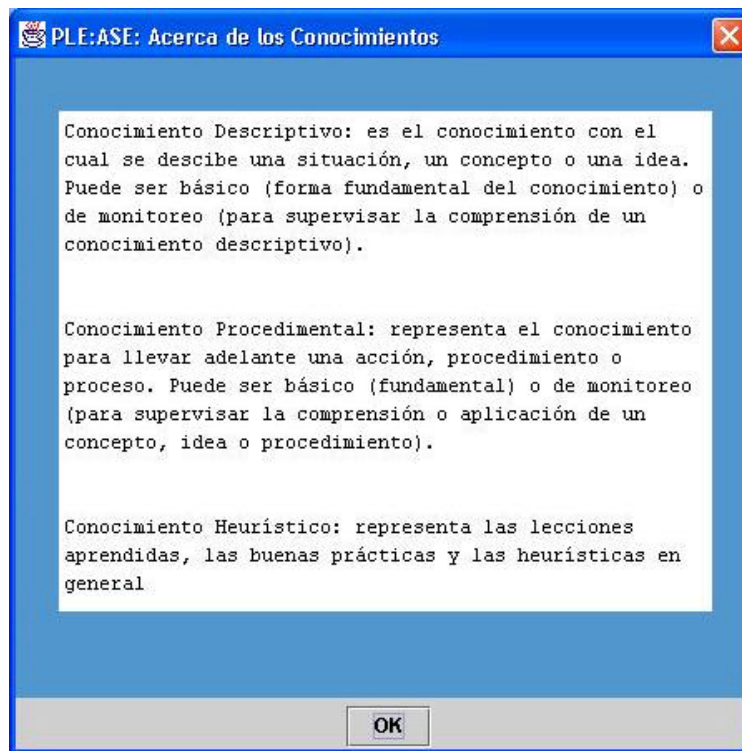 PLE:ASE: Acerca de los Conocimientos
Conocimiento Descriptivo: es el conocimiento con el
cual se descibe una situación, un concepto o una idea.
Puede ser básico (forma fundamental del conocimiento) o
de monitoreo (para supervisar la comprensión de un
conocimiento descriptivo).
Conocimiento Procedimental: representa el conocimiento
para llevar adelante una acción, procedimiento o
proceso. Puede ser básico (fundamental) o de monitoreo
(para supervisar la comprensión o aplicación de un
concepto, idea o procedimiento).
Conocimiento Heurístico: representa las lecciones
aprendidas, las buenas prácticas y las heurísticas en
general
OK